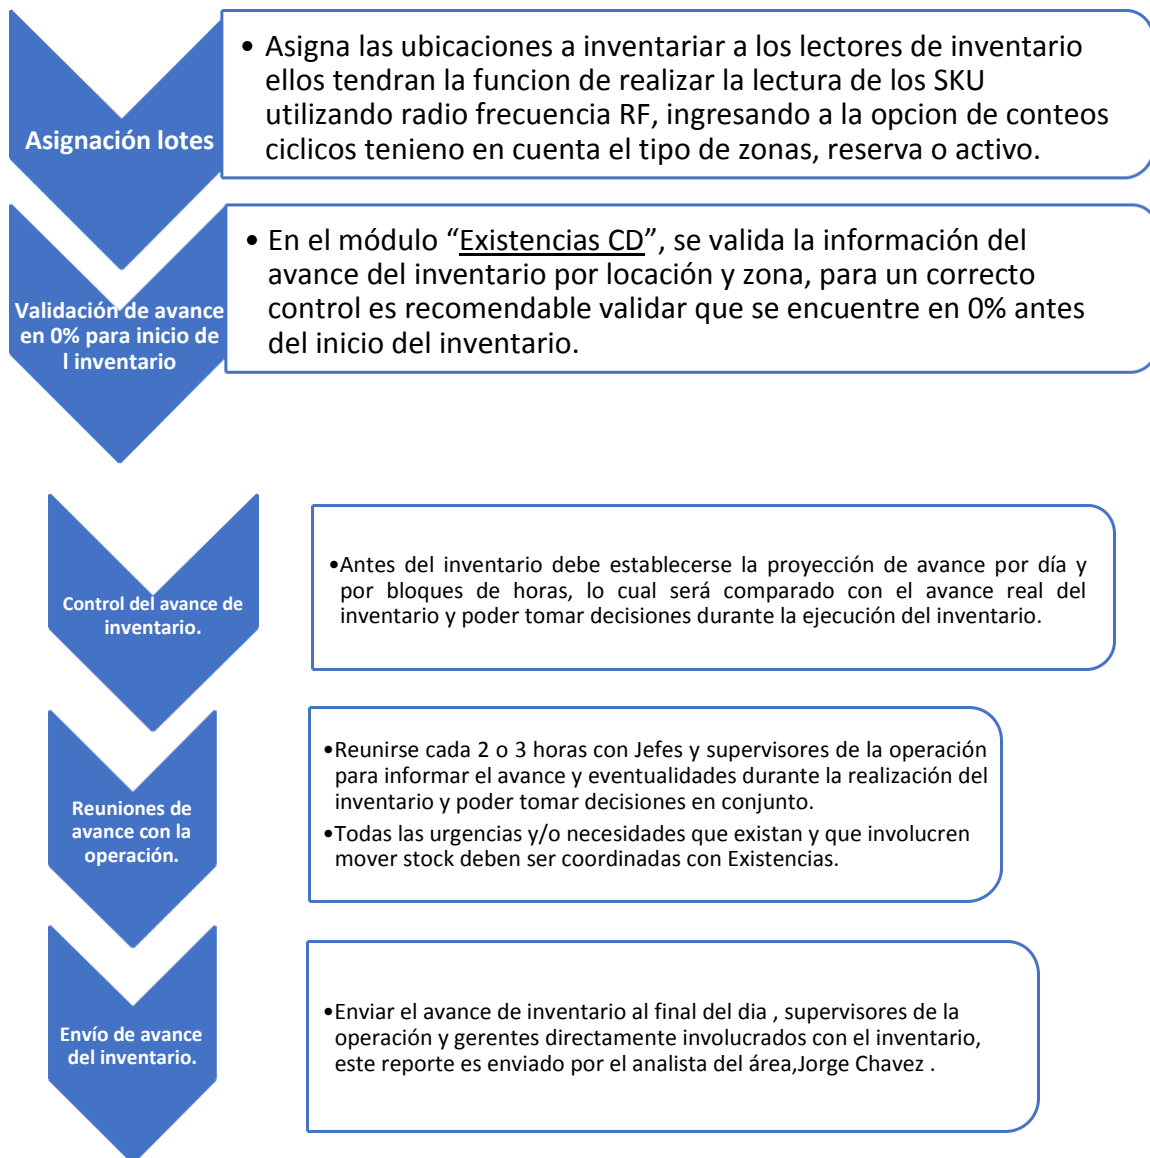 Asignación lotes
• Asigna las ubicaciones a inventariar a los lectores de inventario
ellos tendran la funcion de realizar la lectura de los SKU
utilizando radio frecuencia RF, ingresando a la opcion de conteos
ciclicos tenieno en cuenta el tipo de zonas, reserva o activo.
Validación de avance
en 0% para inicio de
l inventario
• En el módulo “Existencias CD”, se valida la información del
avance del inventario por locación y zona, para un correcto
control es recomendable validar que se encuentre en 0% antes
del inicio del inventario.
Control del avance de
inventario.
•Antes del inventario debe establecerse la proyección de avance por día y
por bloques de horas, lo cual será comparado con el avance real del
inventario y poder tomar decisiones durante la ejecución del inventario.
Reuniones de
avance con la
operación.
•Reunirse cada 2 o 3 horas con Jefes y supervisores de la operación
para informar el avance y eventualidades durante la realización del
inventario y poder tomar decisiones en conjunto.
•Todas las urgencias y/o necesidades que existan y que involucren
mover stock deben ser coordinadas con Existencias.
Envío de avance
del inventario.
•Enviar el avance de inventario al final del dia , supervisores de la
operación y gerentes directamente involucrados con el inventario,
este reporte es enviado por el analista del área,Jorge Chavez .